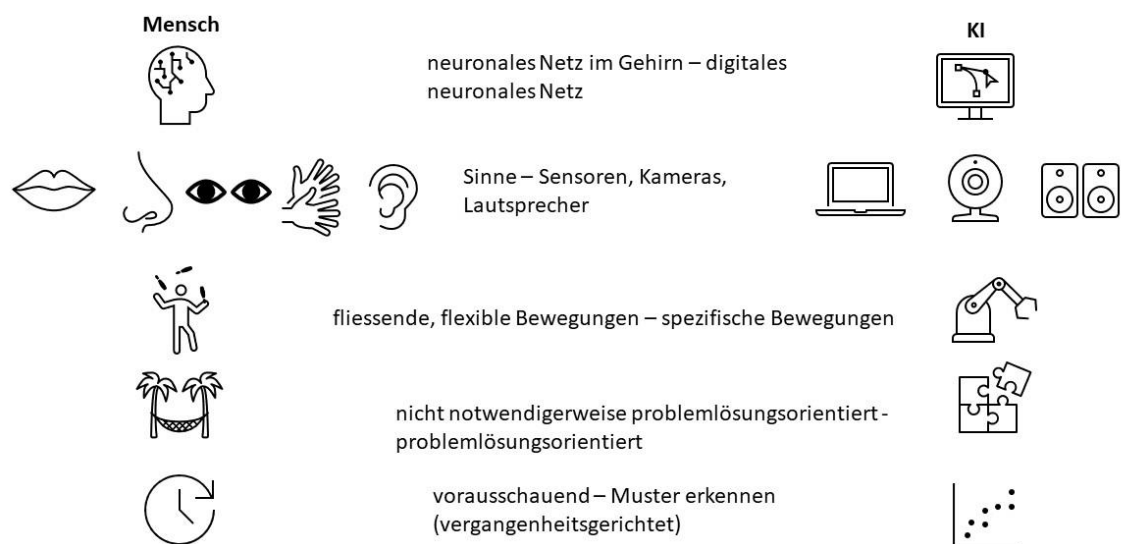 Mensch
KI
neuronales Netz im Gehirn – digitales
neuronales Netz
Sinne – Sensoren, Kameras,
Lautsprecher
fliessende, flexible Bewegungen – spezifische Bewegungen
nicht notwendigerweise problemlösungsorientiert -
problemlösungsorientiert
vorausschauend – Muster erkennen
(vergangenheitsgerichtet)